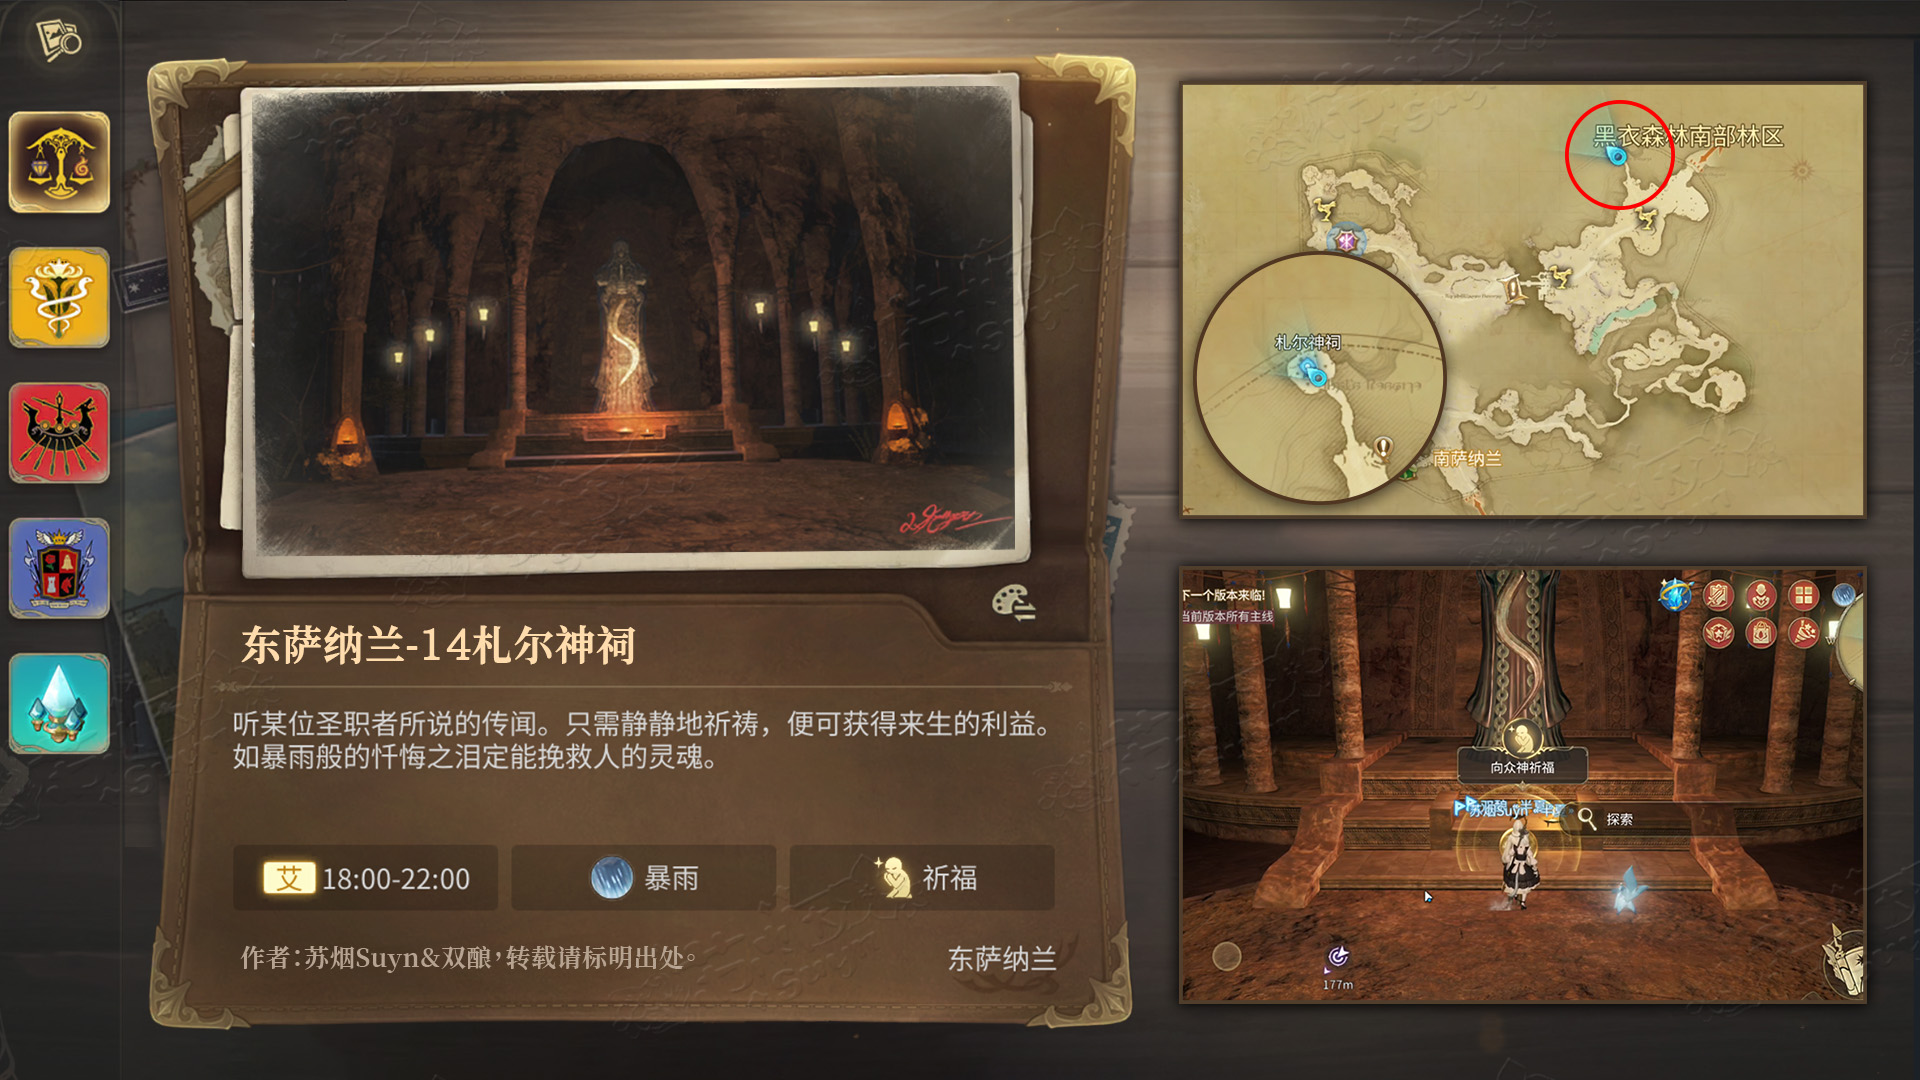 东萨纳兰-14札尔神祠
听某位圣职者所说的传闻。只需静静地祈祷，便可获得来生的利益。
如暴雨般的忏悔之泪定能挽救人的灵魂。
艾 18:00-22:00
暴雨
祈福
作者：苏烟Suyn&双酿，转载请标明出处。
东萨纳兰
黑衣森林南部林区
札尔神祠
南萨纳兰
下一个版本来临!
当前版本所有主线
向众神祈福
探索
177m